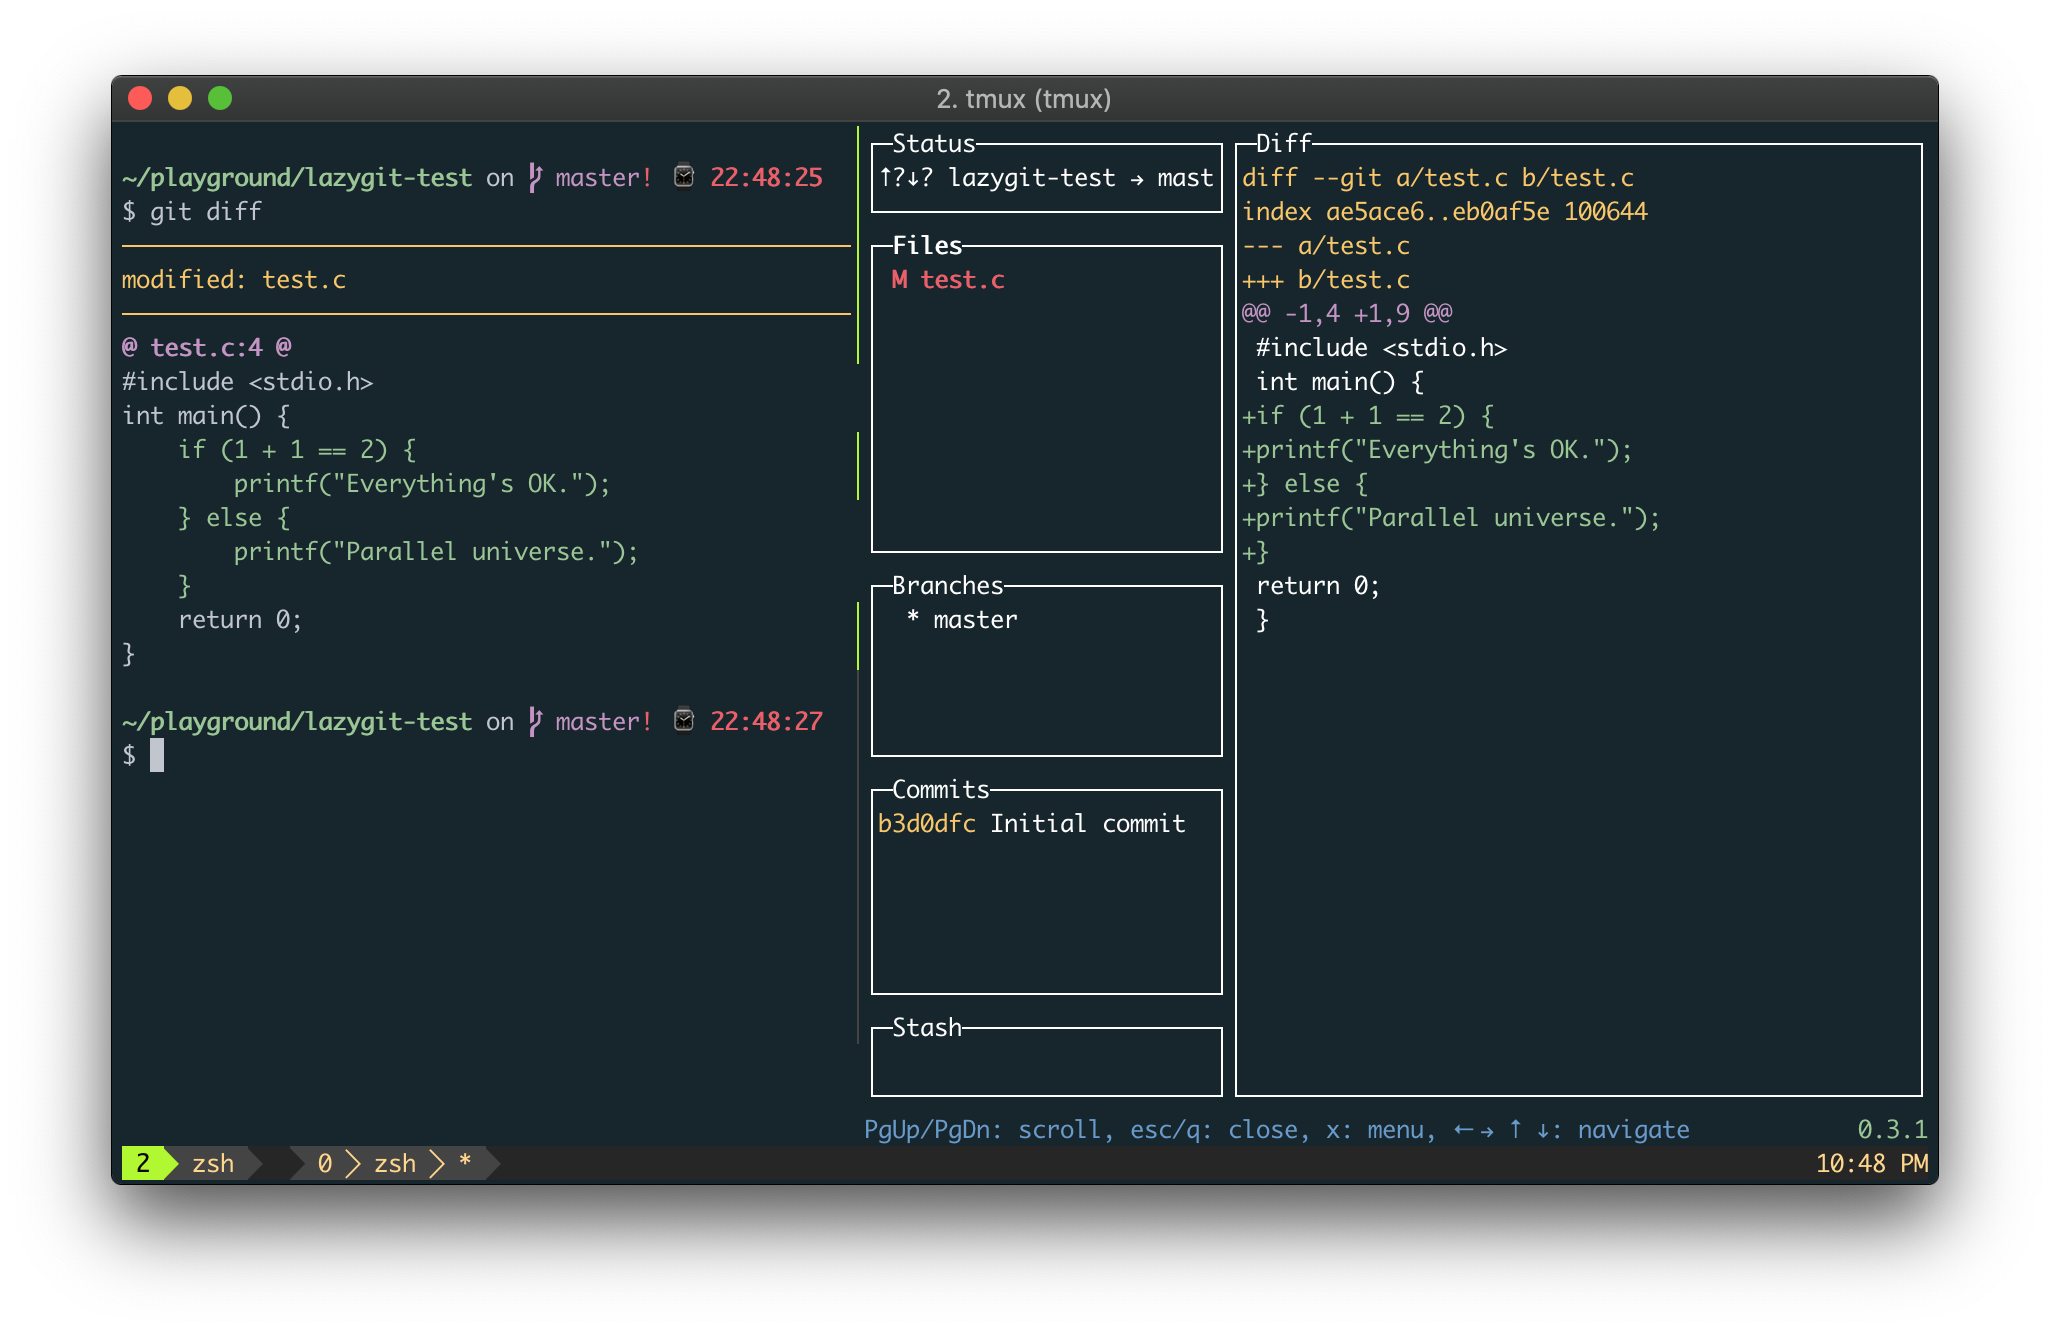 2. tmux (tmux)
~/playground/lazygit-test on master! ⌚ 22:48:25
$ git diff
modified: test.c
@ test.c:4 @
#include <stdio.h>
int main() {
    if (1 + 1 == 2) {
        printf("Everything's OK.");
    } else {
        printf("Parallel universe.");
    }
    return 0;
}
~/playground/lazygit-test on master! ⌚ 22:48:27
$
Status
↑?↓? lazygit-test → mast
Files
M test.c
Branches
* master
Commits
b3d0dfc Initial commit
Stash
Diff
diff --git a/test.c b/test.c
index ae5ace6..eb0af5e 100644
--- a/test.c
+++ b/test.c
@@ -1,4 +1,9 @@
 #include <stdio.h>
 int main() {
+if (1 + 1 == 2) {
+printf("Everything's OK.");
+} else {
+printf("Parallel universe.");
+}
 return 0;
 }
PgUp/PgDn: scroll, esc/q: close, x: menu, ← → ↑ ↓: navigate 0.3.1
2 zsh 0 zsh * 10:48 PM